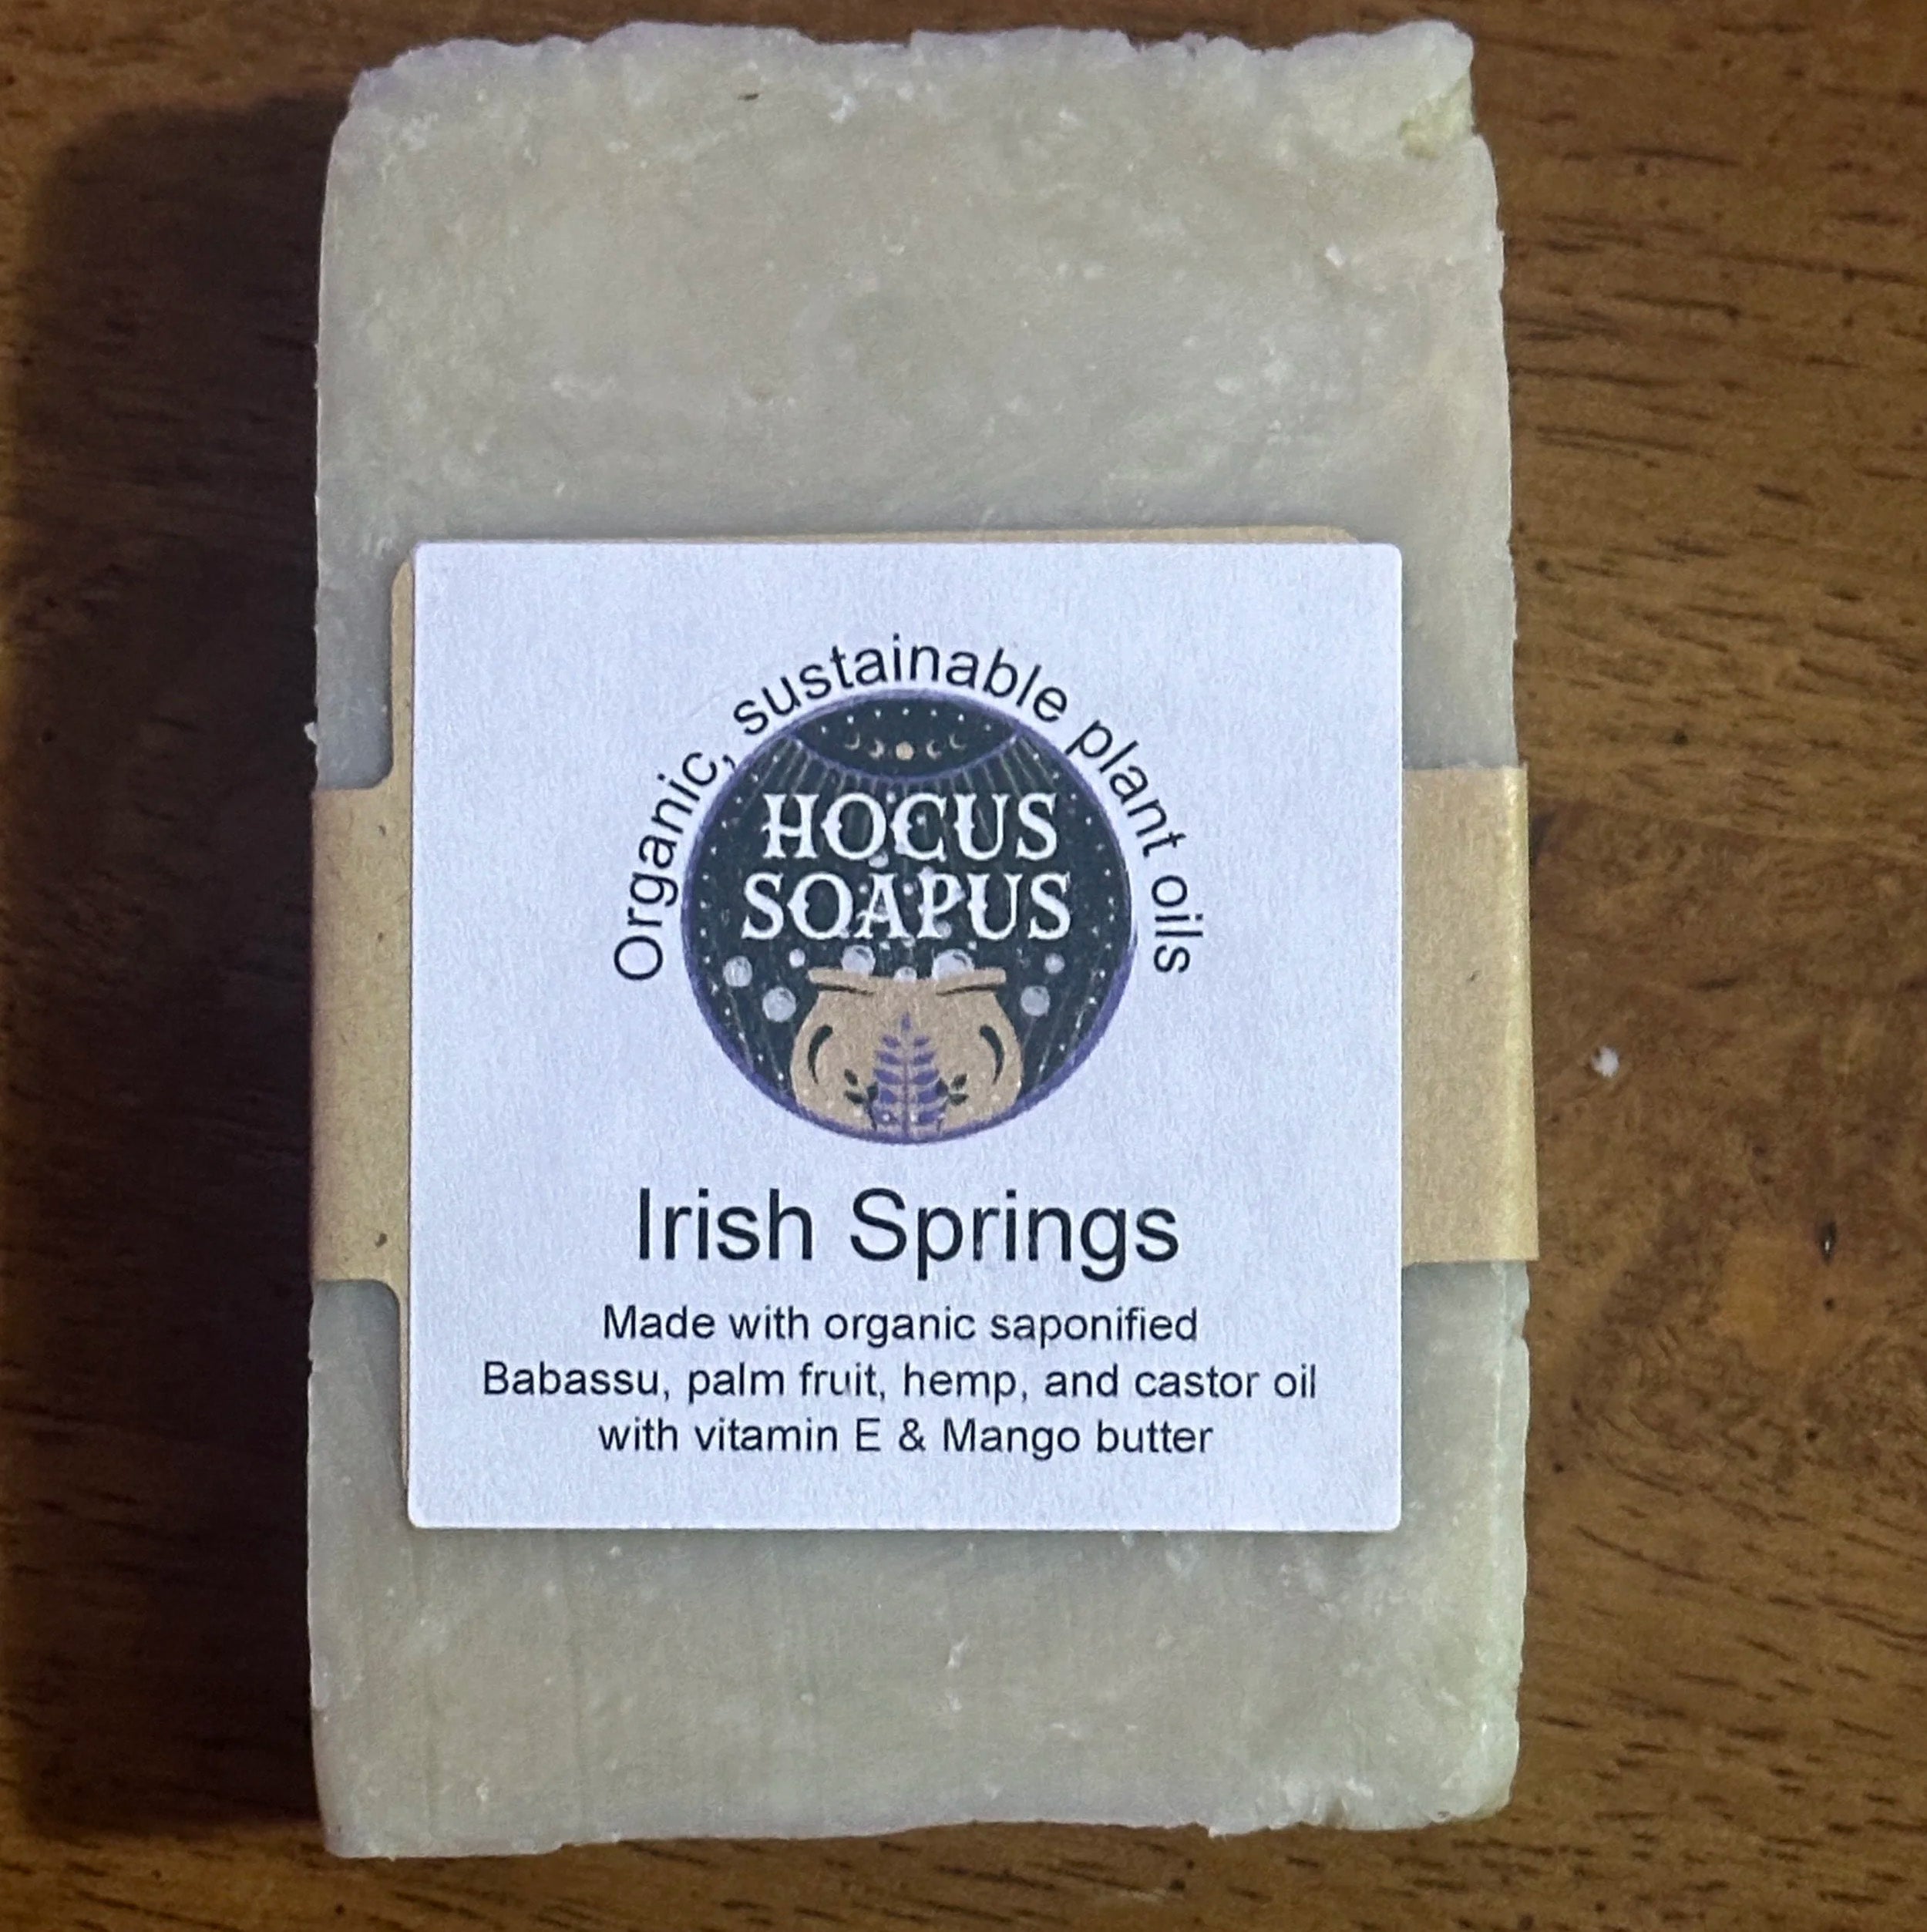 Organic, sustainable plant oils
HOCUS
SOAPUS
Irish Springs
Made with organic saponified
Babassu, palm fruit, hemp, and castor oil
with vitamin E & Mango butter